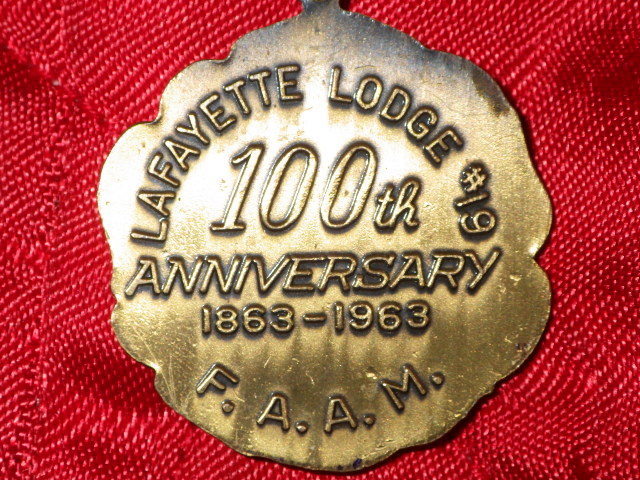 LAFAYETTE LODGE #19
100th
ANNIVERSARY
1863-1963
F. A. A. M.